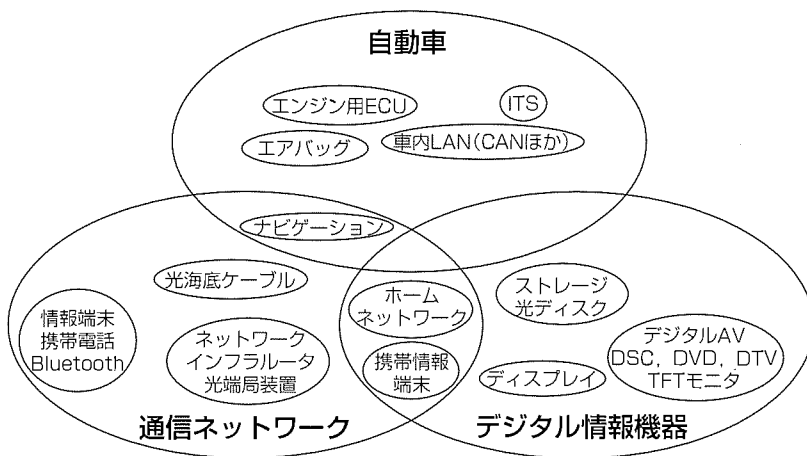 自動車
エンジン用ECU
ITS
エアバッグ
車内LAN(CANほか)
ナビゲーション
光海底ケーブル
ホーム
ネットワーク
ストレージ
光ディスク
情報端末
携帯電話
Bluetooth
ネットワーク
インフラルータ
光端局装置
携帯情報
端末
ディスプレイ
デジタルAV
DSC, DVD, DTV
TFTモニタ
通信ネットワーク
デジタル情報機器